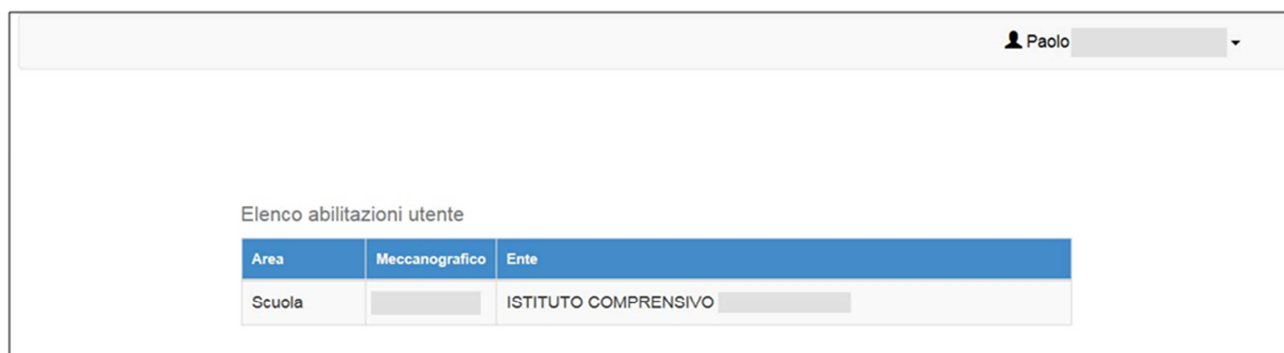 Paolo
Elenco abilitazioni utente
Area Meccanografico Ente
Scuola ISTITUTO COMPRENSIVO